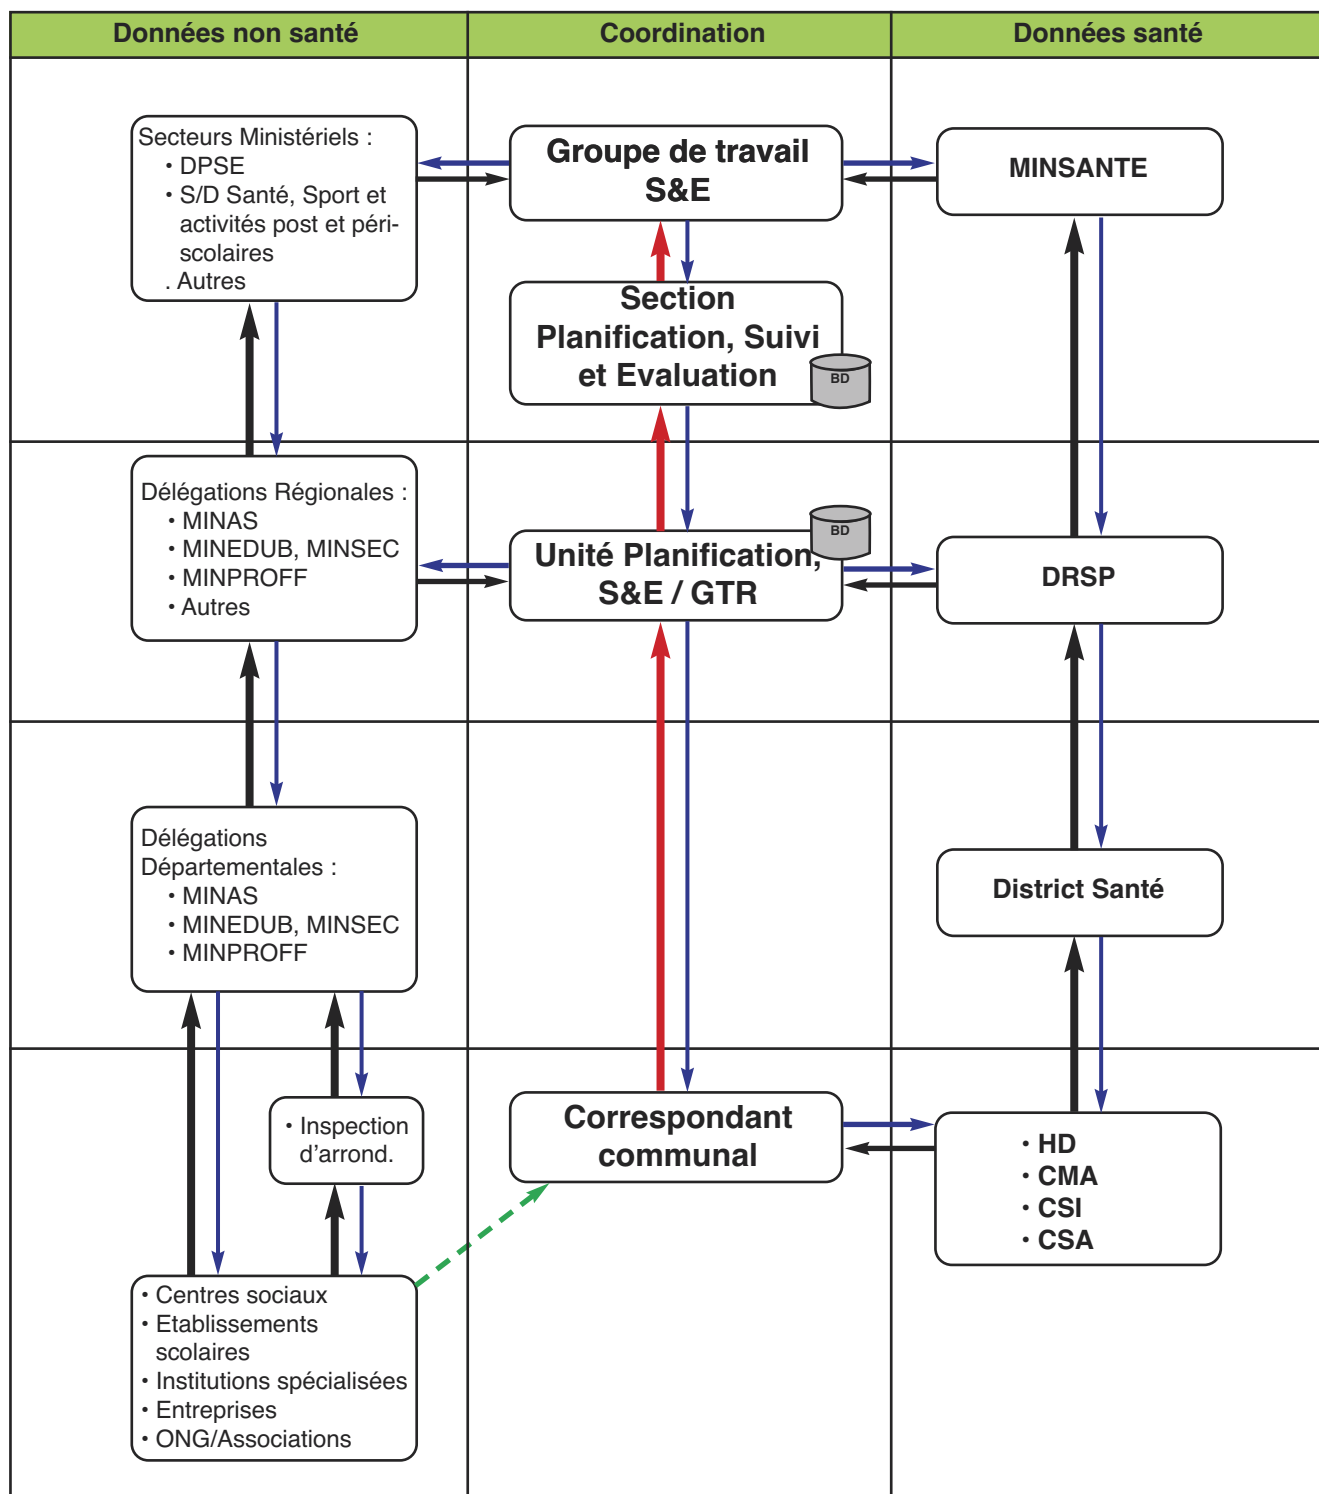 Données non santé
Coordination
Données santé
Secteurs Ministériels :
• DPSE
• S/D Santé, Sport et
activités post et péri-
scolaires
. Autres
Groupe de travail
S&E
MINSANTE
Section
Planification, Suivi
et Evaluation
BD
Délégations Régionales :
• MINAS
• MINEDUB, MINSEC
• MINPROFF
• Autres
BD
Unité Planification,
S&E / GTR
DRSP
Délégations
Départementales :
• MINAS
• MINEDUB, MINSEC
• MINPROFF
District Santé
• Inspection
d'arrond.
Correspondant
communal
• HD
• CMA
• CSI
• CSA
• Centres sociaux
• Etablissements
scolaires
• Institutions spécialisées
• Entreprises
• ONG/Associations